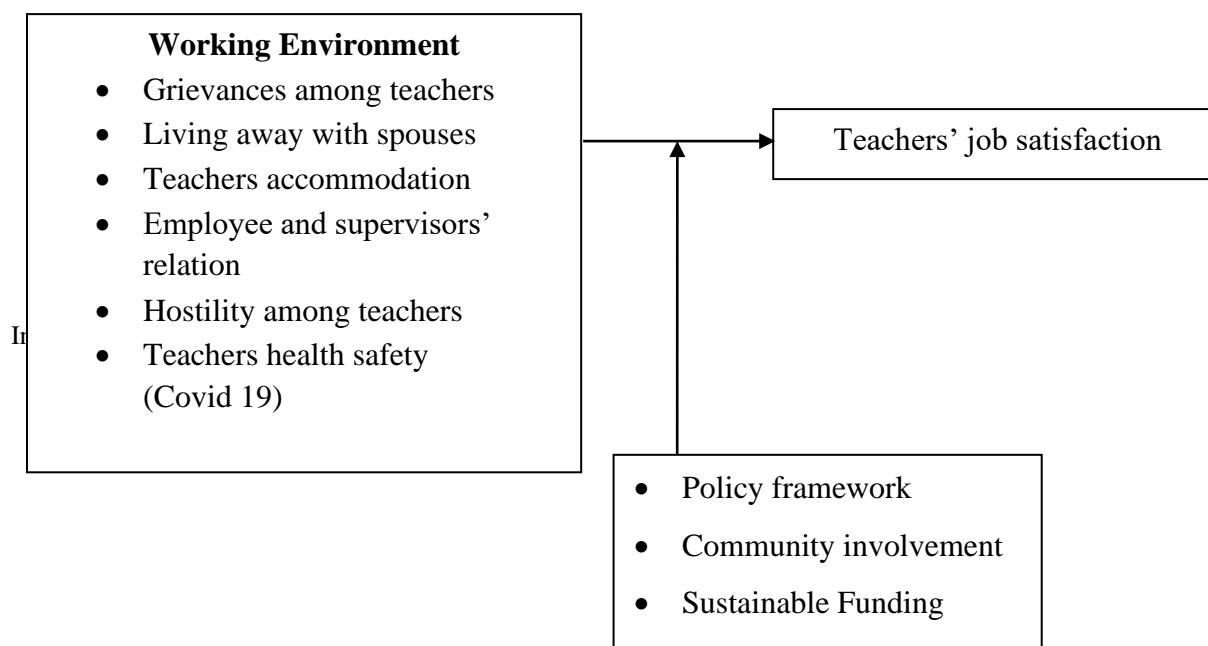 Working Environment
• Grievances among teachers
• Living away with spouses
• Teachers accommodation
• Employee and supervisors’
relation
• Hostility among teachers
• Teachers health safety
(Covid 19)
Teachers’ job satisfaction
• Policy framework
• Community involvement
• Sustainable Funding